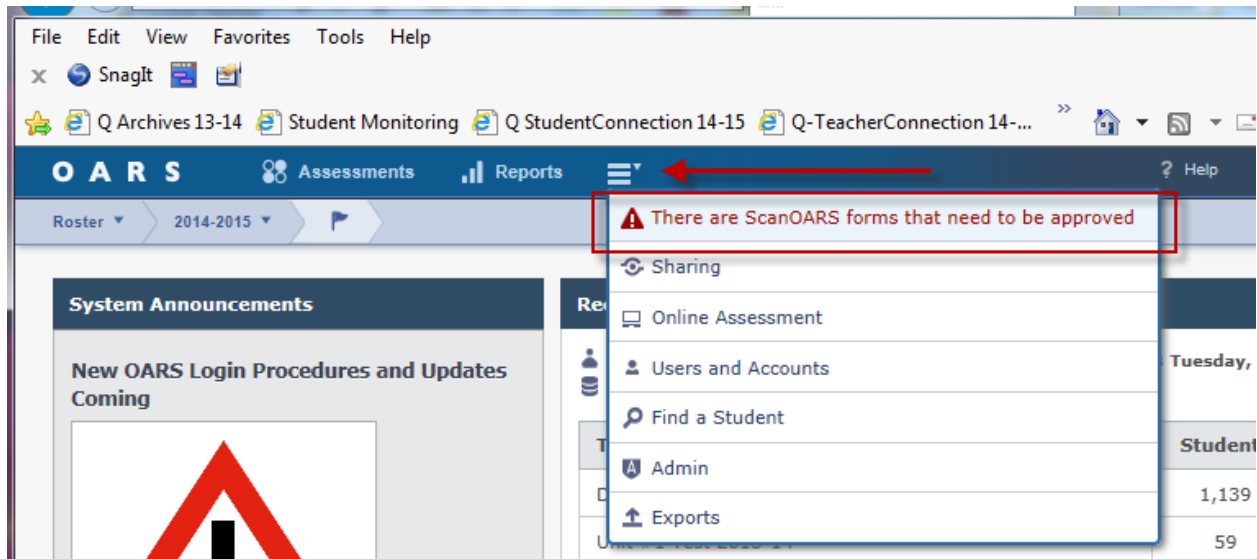 File Edit View Favorites Tools Help
x SnagIt
Q Archives 13-14 Student Monitoring Q StudentConnection 14-15 Q-TeacherConnection 14-... »
OARS Assessments Reports ? Help
Roster 2014-2015
There are ScanOARS forms that need to be approved
Sharing
Online Assessment
Users and Accounts
Find a Student
Admin
Exports
System Announcements
New OARS Login Procedures and Updates
Coming
Tuesday,
Student
1,139
59